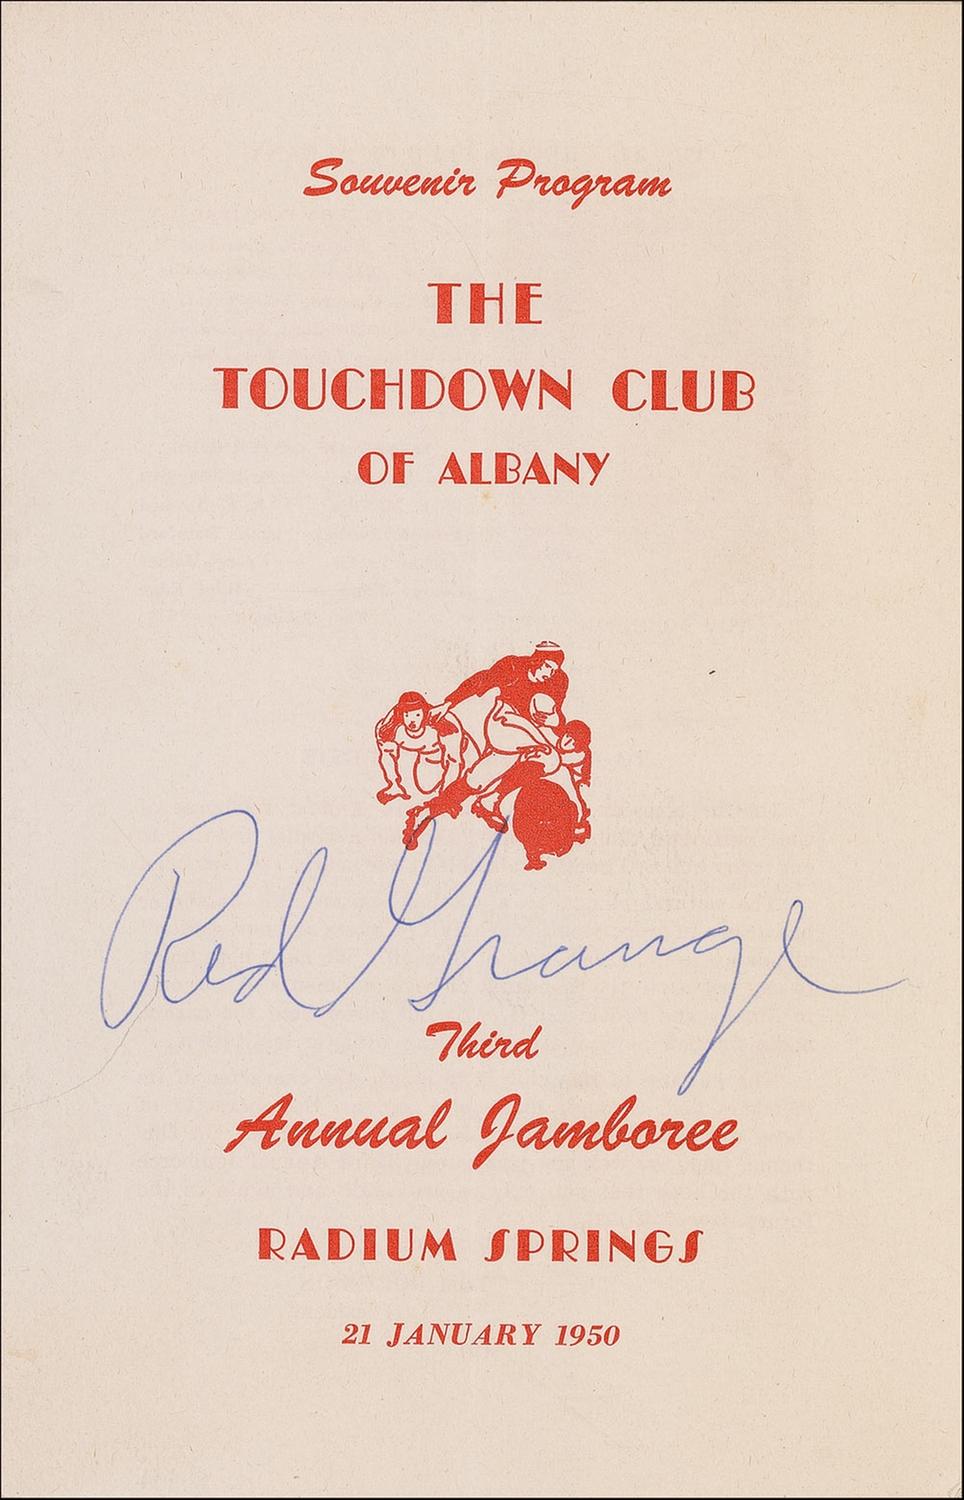 Souvenir Program
THE
TOUCHDOWN CLUB
OF ALBANY
Red Grange
Third
Annual Jamboree
RADIUM SPRINGS
21 JANUARY 1950